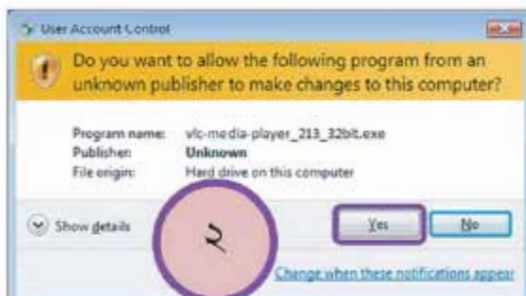 User Account Control
Do you want to allow the following program from an
unknown publisher to make changes to this computer?
Program name: vlc-media-player_213_32bit.exe
Publisher: Unknown
File origin: Hard drive on this computer
Show details
২
Yes
No
Change when these notifications appear